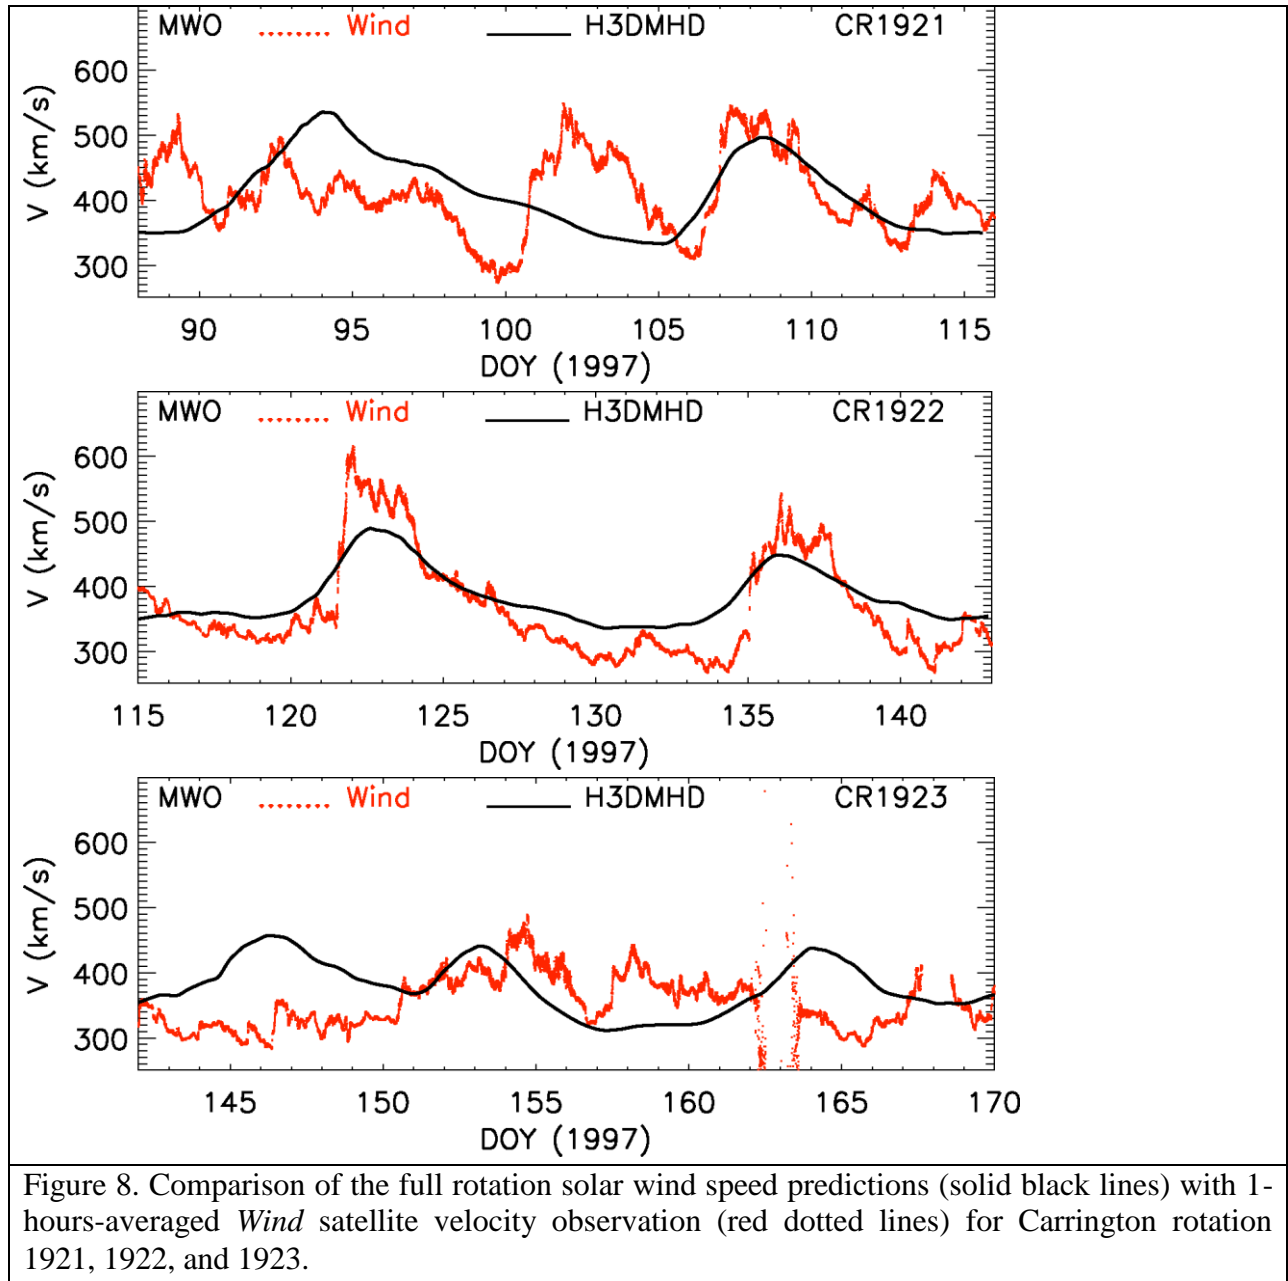 MWO Wind H3DMHD CR1921
600
500
400
300
V (km/s)
90 95 100 105 110 115
DOY (1997)
MWO Wind H3DMHD CR1922
600
500
400
300
V (km/s)
115 120 125 130 135 140
DOY (1997)
MWO Wind H3DMHD CR1923
600
500
400
300
V (km/s)
145 150 155 160 165 170
DOY (1997)
Figure 8. Comparison of the full rotation solar wind speed predictions (solid black lines) with 1-
hours-averaged Wind satellite velocity observation (red dotted lines) for Carrington rotation
1921, 1922, and 1923.